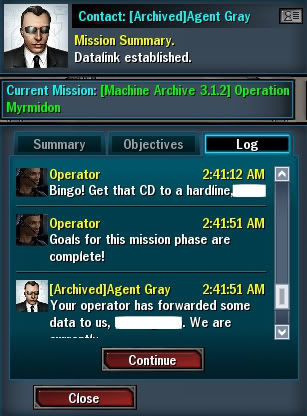 Contact: [Archived]Agent Gray
Mission Summary.
Datalink established.
Current Mission: [Machine Archive 3.1.2] Operation
Myrmidon
Summary
Objectives
Log
Operator 2:41:12 AM
Bingo! Get that CD to a hardline,
Operator 2:41:51 AM
Goals for this mission phase are
complete!
[Archived]Agent Gray 2:41:51 AM
Your operator has forwarded some
data to us, . We are
Continue
Close